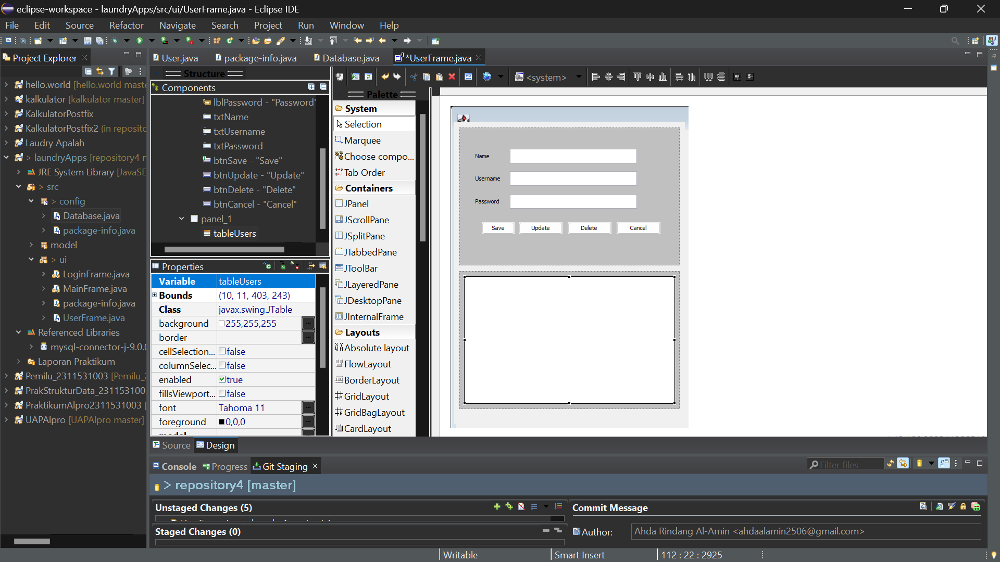 eclipse-workspace - laundryApps/src/ui/UserFrame.java - Eclipse IDE
File Edit Source Refactor Navigate Search Project Run Window Help
Project Explorer
hello.world [hello.world maste
kalkulator [kalkulator master]
KalkulatorPostfix
KalkulatorPostfix2 (in reposito
Laudry Apalah
> laundryApps [repository4 m
JRE System Library [JavaSE
> src
> config
Database.java
package-info.java
model
> ui
LoginFrame.java
MainFrame.java
package-info.java
UserFrame.java
Referenced Libraries
mysql-connector-j-9.0.0
Laporan Praktikum
Pemilu_2311531003 [Pemilu_2
PrakStrukturData_231153100
PraktikumAlpro2311531003 [
UAPAlpro [UAPAlpro master]
User.java package-info.java Database.java *UserFrame.java
Structure
Components
lblPassword - "Password"
txtName
txtUsername
txtPassword
btnSave - "Save"
btnUpdate - "Update"
btnDelete - "Delete"
btnCancel - "Cancel"
panel_1
tableUsers
Properties
Variable tableUsers
Bounds (10, 11, 403, 243)
Class javax.swing.JTable
background 255,255,255
border
cellSelection... false
columnSelec... false
enabled true
fillsViewport... false
font Tahoma 11
foreground 0,0,0
model
<system>
Palette
System
Selection
Marquee
Choose compo...
Tab Order
Containers
JPanel
JScrollPane
JSplitPane
JTabbedPane
JToolBar
JLayeredPane
JDesktopPane
JInternalFrame
Layouts
Absolute layout
FlowLayout
BorderLayout
GridLayout
GridBagLayout
CardLayout
Name
Username
Password
Save Update Delete Cancel
Source Design
Console Progress Git Staging
Filter files
> repository4 [master]
Unstaged Changes (5)
Staged Changes (0)
Commit Message
Author: Ahda Rindang Al-Amin <ahdaalamin2506@gmail.com>
Writable Smart Insert 112 : 22 : 2925